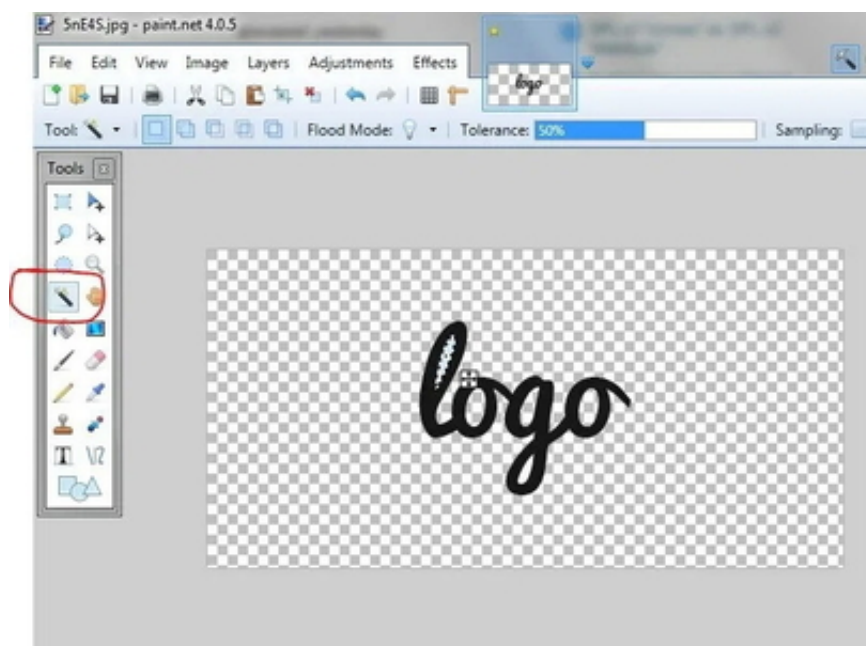 5nE4S.jpg - paint.net 4.0.5
File Edit View Image Layers Adjustments Effects
logo
Tool: Flood Mode: Tolerance: 50% Sampling:
Tools
logo